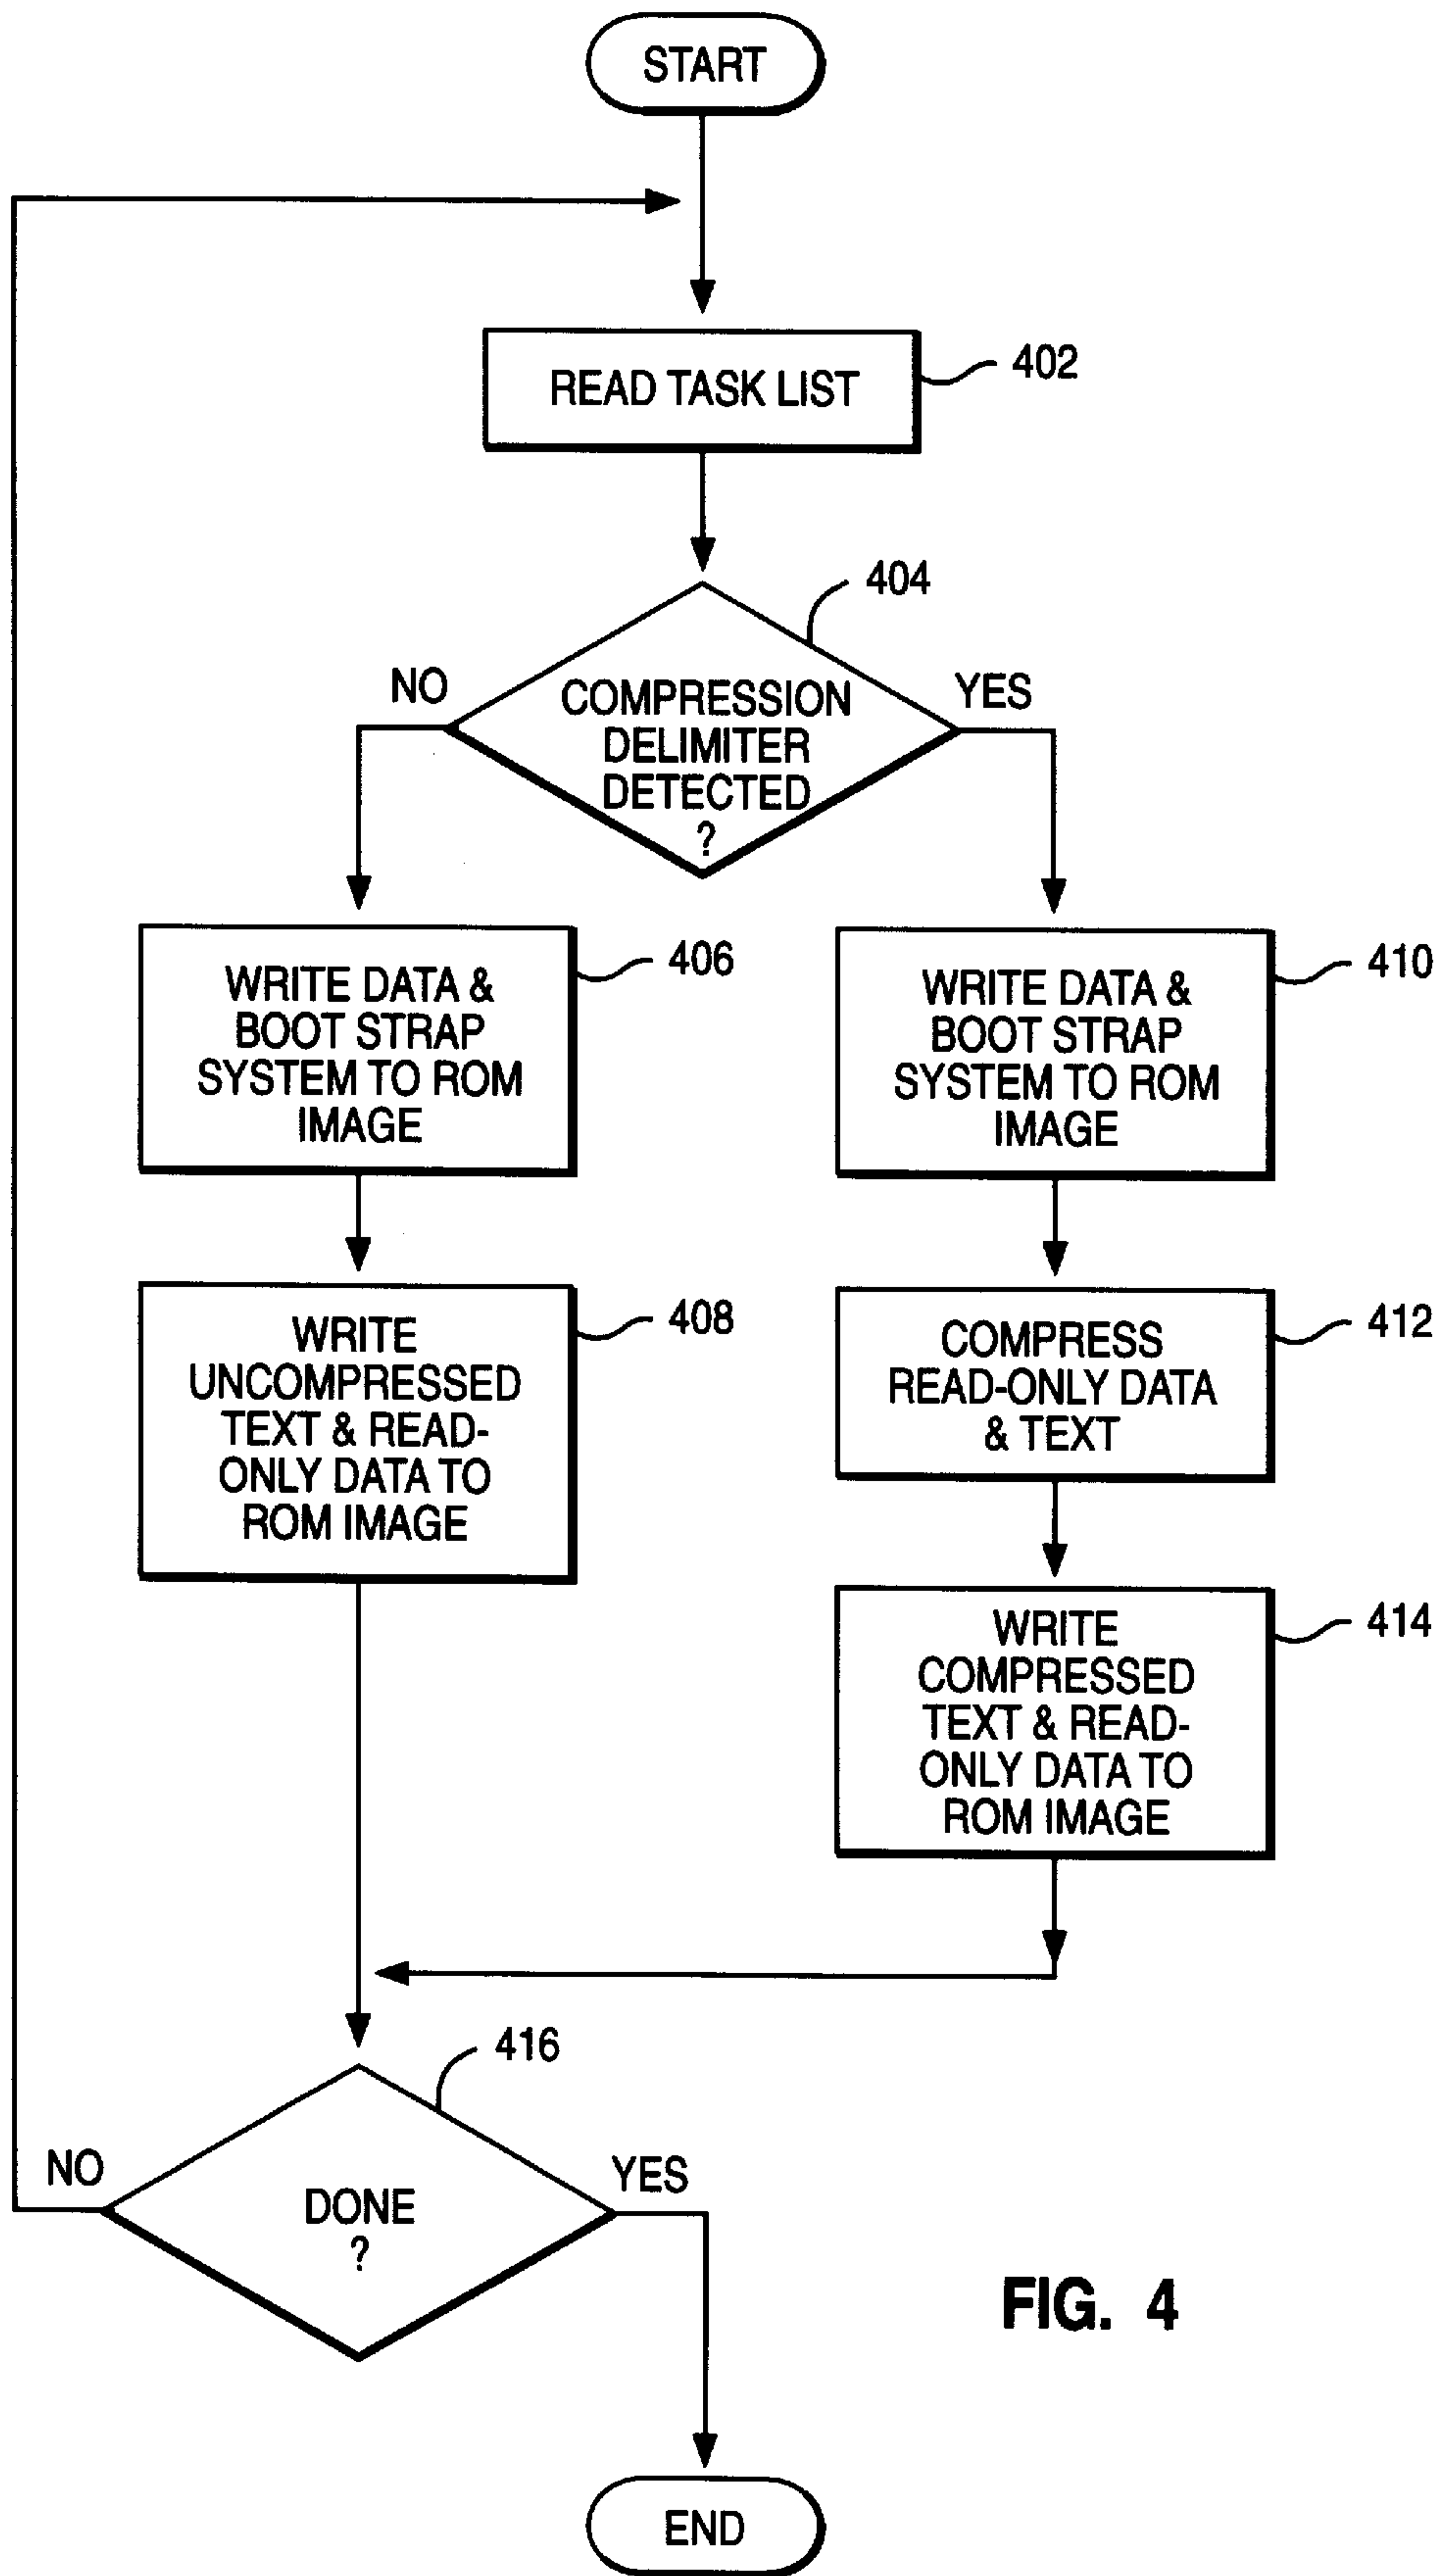 START
READ TASK LIST
402
404
NO
YES
COMPRESSION
DELIMITER
DETECTED
?
WRITE DATA &
BOOT STRAP
SYSTEM TO ROM
IMAGE
406
WRITE DATA &
BOOT STRAP
SYSTEM TO ROM
IMAGE
410
WRITE
UNCOMPRESSED
TEXT & READ-
ONLY DATA TO
ROM IMAGE
408
COMPRESS
READ-ONLY DATA
& TEXT
412
WRITE
COMPRESSED
TEXT & READ-
ONLY DATA TO
ROM IMAGE
414
416
NO
YES
DONE
?
FIG. 4
END